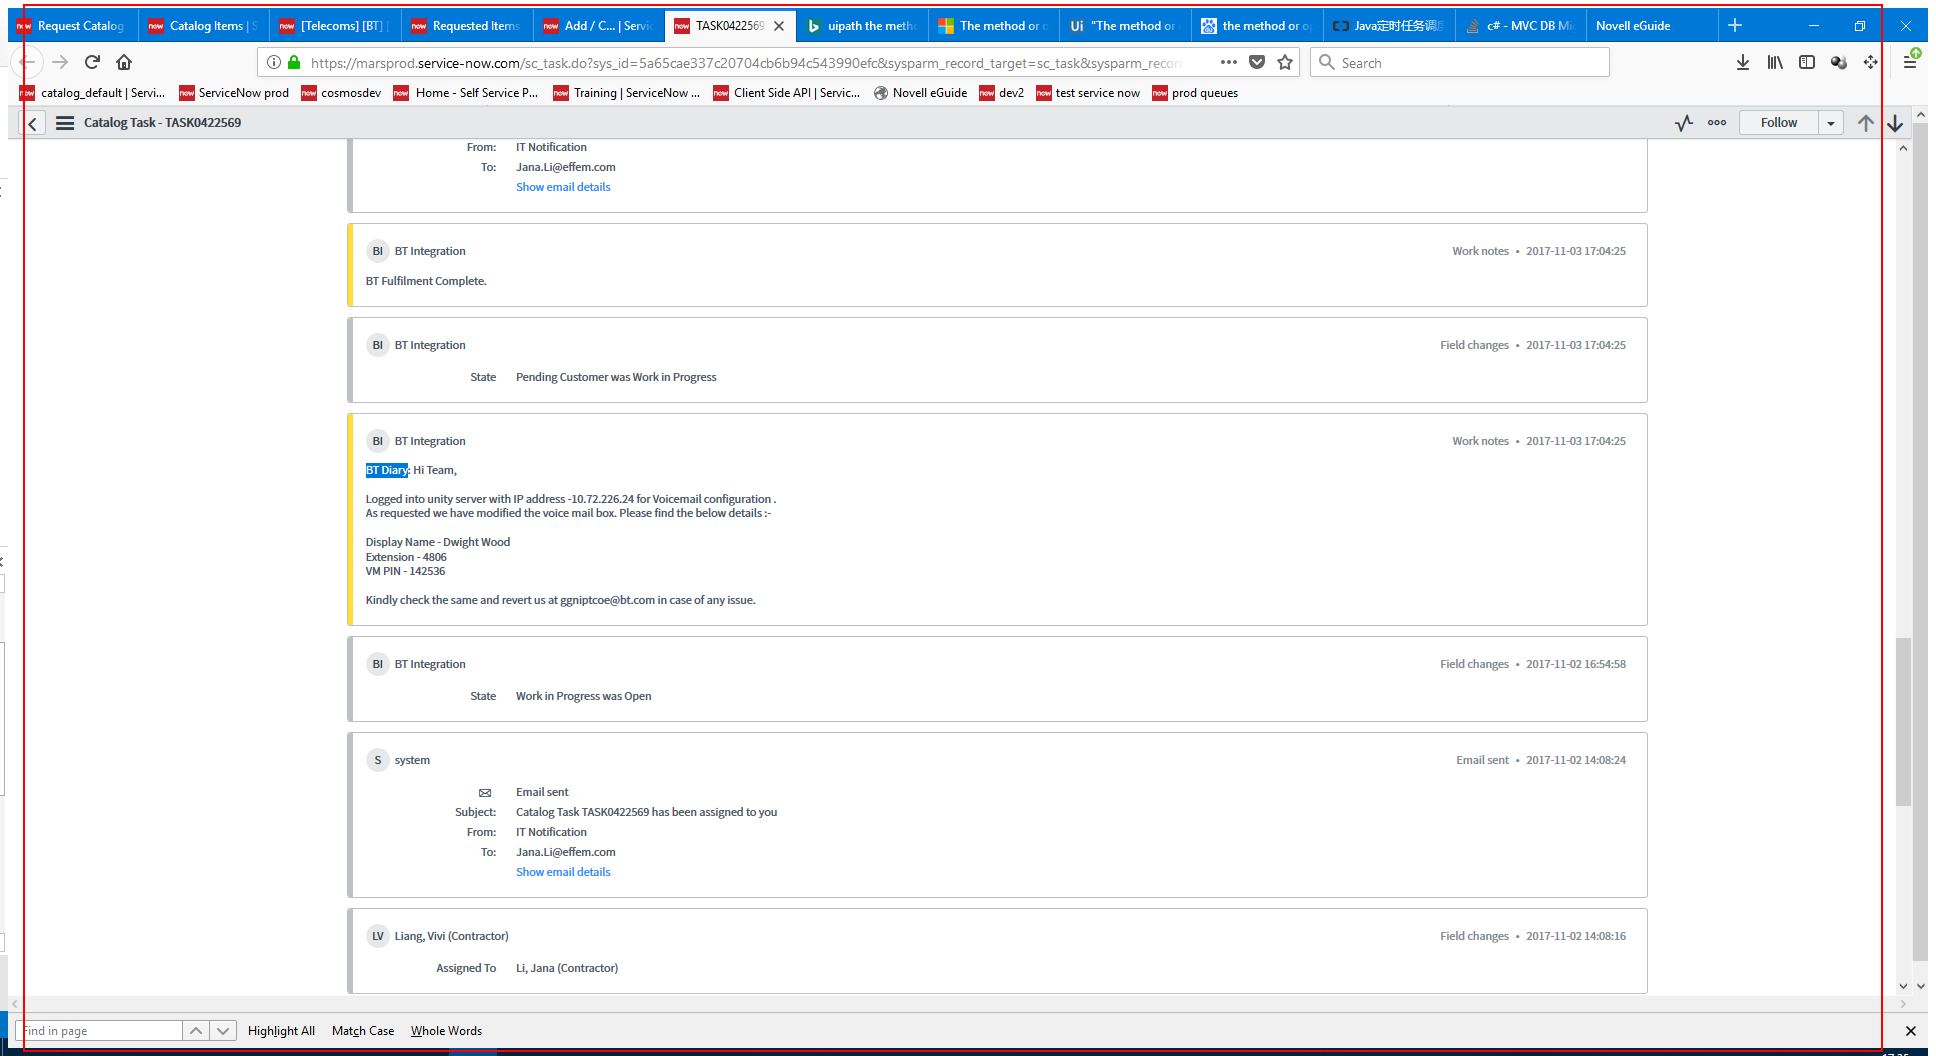 Request Catalog
Catalog Items | S
[Telecoms] [BT] [
Requested Items
Add / C... | Servic
TASK0422569
uipath the metho
The method or o
"The method or
the method or op
Java定时任务调度
c# - MVC DB Mi
Novell eGuide
https://marsprod.service-now.com/sc_task.do?sys_id=5a65cae337c20704cb6b94c543990efc&sysparm_record_target=sc_task&sysparm_recor
Search
catalog_default | Servi...
ServiceNow prod
cosmosdev
Home - Self Service P...
Training | ServiceNow ...
Client Side API | Servic...
Novell eGuide
dev2
test service now
prod queues
Catalog Task - TASK0422569
Follow
From: IT Notification
To: Jana.Li@effem.com
Show email details
BI BT Integration Work notes • 2017-11-03 17:04:25
BT Fulfilment Complete.
BI BT Integration Field changes • 2017-11-03 17:04:25
State Pending Customer was Work in Progress
BI BT Integration Work notes • 2017-11-03 17:04:25
BT Diary: Hi Team,
Logged into unity server with IP address -10.72.226.24 for Voicemail configuration .
As requested we have modified the voice mail box. Please find the below details :-
Display Name - Dwight Wood
Extension - 4806
VM PIN - 142536
Kindly check the same and revert us at ggniptcoe@bt.com in case of any issue.
BI BT Integration Field changes • 2017-11-02 16:54:58
State Work in Progress was Open
S system Email sent • 2017-11-02 14:08:24
Email sent
Subject: Catalog Task TASK0422569 has been assigned to you
From: IT Notification
To: Jana.Li@effem.com
Show email details
LV Liang, Vivi (Contractor) Field changes • 2017-11-02 14:08:16
Assigned To Li, Jana (Contractor)
Find in page
Highlight All
Match Case
Whole Words